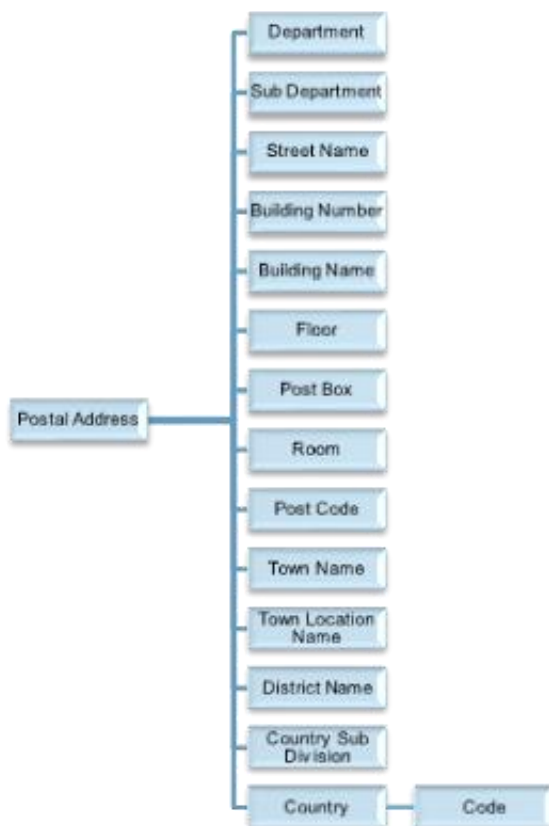 Department
Sub Department
Street Name
Building Number
Building Name
Floor
Post Box
Postal Address
Room
Post Code
Town Name
Town Location
Name
District Name
Country Sub
Division
Country
Code